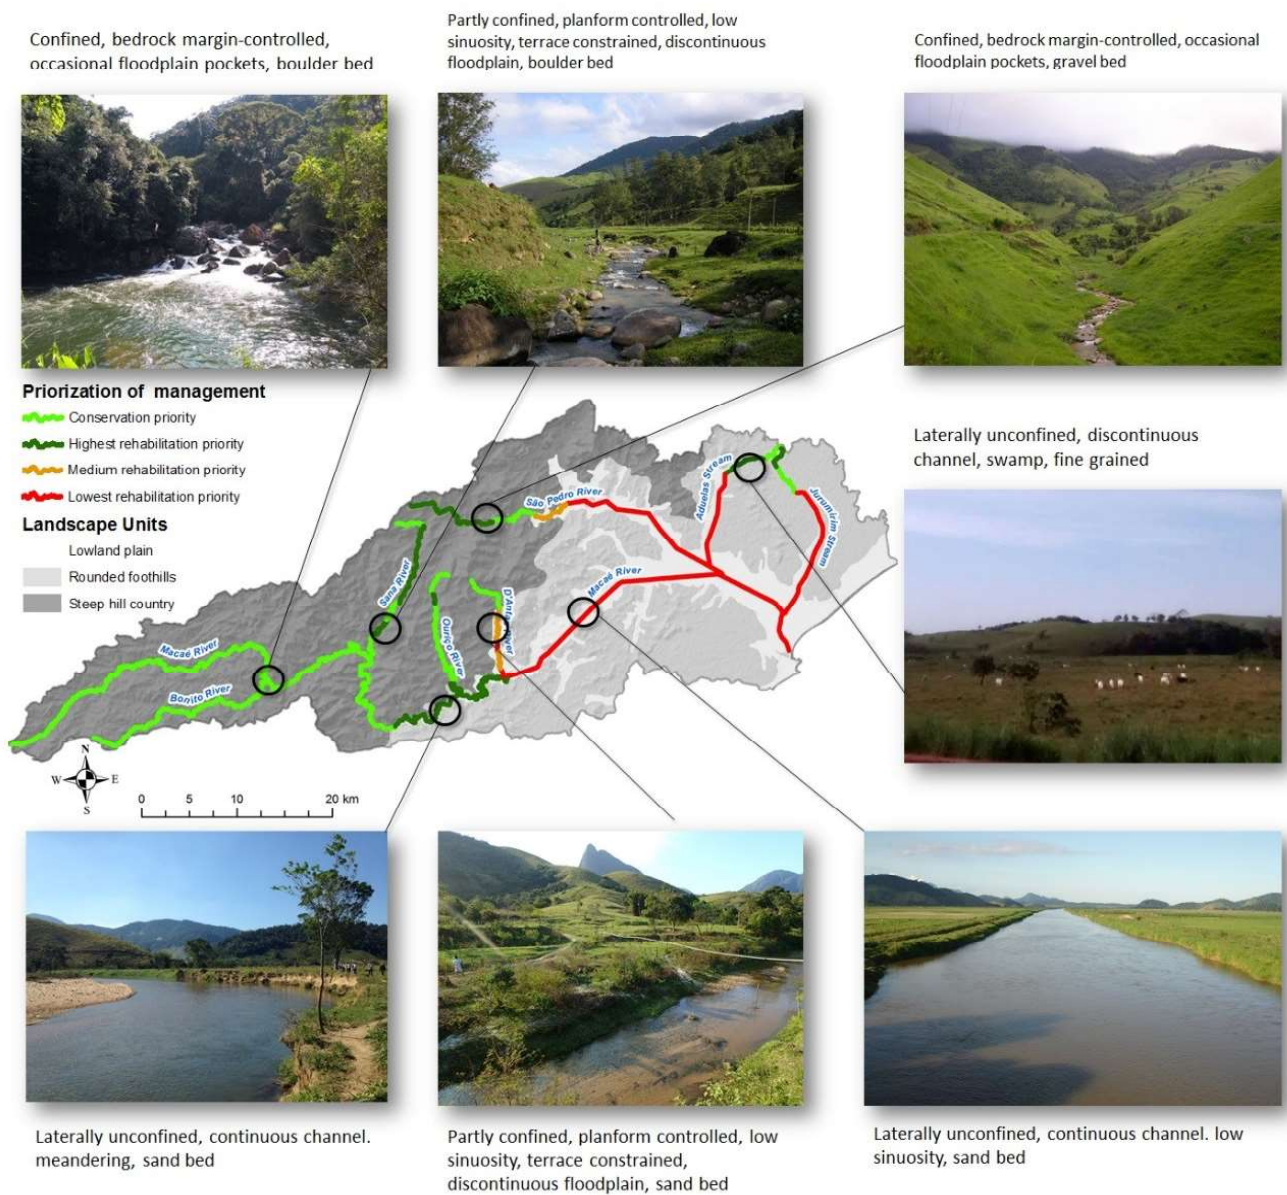 Confined, bedrock margin-controlled,
occasional floodplain pockets, boulder bed
Partly confined, planform controlled, low
sinuosity, terrace constrained, discontinuous
floodplain, boulder bed
Confined, bedrock margin-controlled, occasional
floodplain pockets, gravel bed
Priorization of management
Conservation priority
Highest rehabilitation priority
Medium rehabilitation priority
Lowest rehabilitation priority
Landscape Units
Lowland plain
Rounded foothills
Steep hill country
Laterally unconfined, discontinuous
channel, swamp, fine grained
São Pedro River
Aduelas Stream
Jurumirim Stream
Sana River
Macaé River
Ouriço River
Macaé River
Bonito River
N
W E
S
0 5 10 20 km
Laterally unconfined, continuous channel.
meandering, sand bed
Partly confined, planform controlled, low
sinuosity, terrace constrained,
discontinuous floodplain, sand bed
Laterally unconfined, continuous channel. low
sinuosity, sand bed